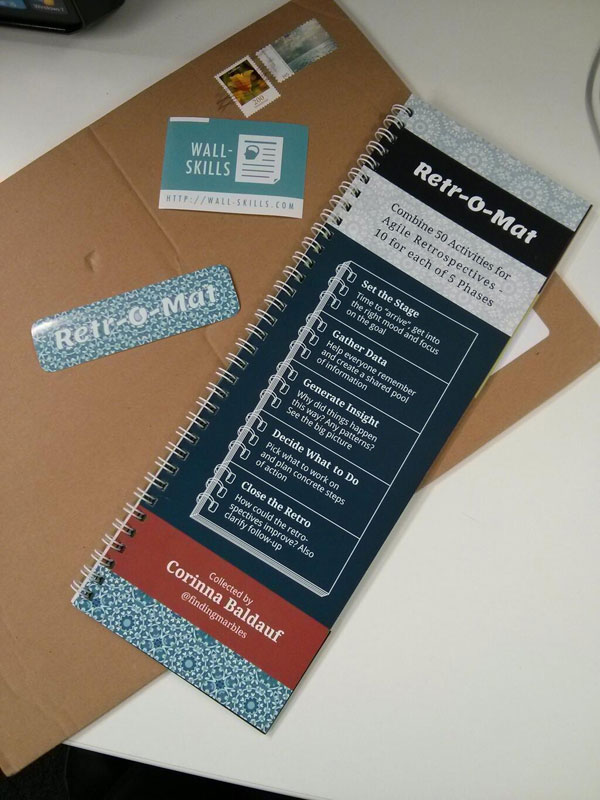 200
WALL-
SKILLS
HTTP://WALL-SKILLS.COM
Retr-O-Mat
Retr-O-Mat
Combine 50 Activities for
Agile Retrospectives -
10 for each of 5 Phases
Set the Stage
Time to "arrive", get into
the right mood and focus
on the goal
Gather Data
Help everyone remember
and create a shared pool
of information
Generate Insight
Why did things happen
this way? Any patterns?
See the big picture
Decide What to Do
Pick what to work on
and plan concrete steps
of action
Close the Retro
How could the retro-
spectives improve? Also
clarify follow-up
Collected by
Corinna Baldauf
@findingmarbles